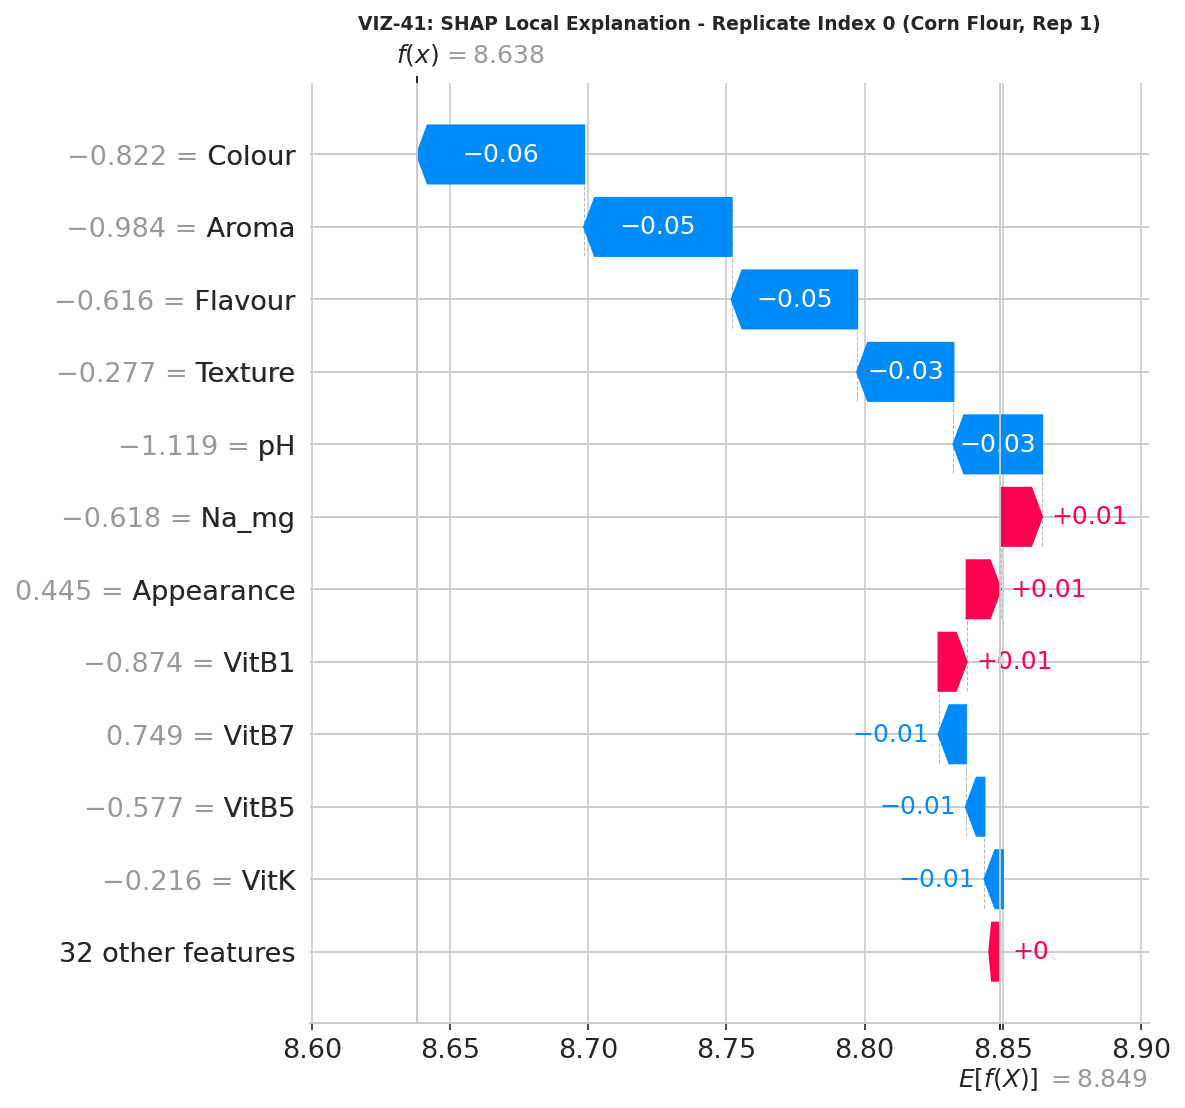 VIZ-41: SHAP Local Explanation - Replicate Index 0 (Corn Flour, Rep 1)
f(x) = 8.638
−0.822 = Colour −0.06
−0.984 = Aroma −0.05
−0.616 = Flavour −0.05
−0.277 = Texture −0.03
−1.119 = pH −0.03
−0.618 = Na_mg +0.01
0.445 = Appearance +0.01
−0.874 = VitB1 +0.01
0.749 = VitB7 −0.01
−0.577 = VitB5 −0.01
−0.216 = VitK −0.01
32 other features +0
8.60 8.65 8.70 8.75 8.80 8.85 8.90
E[f(X)] = 8.849